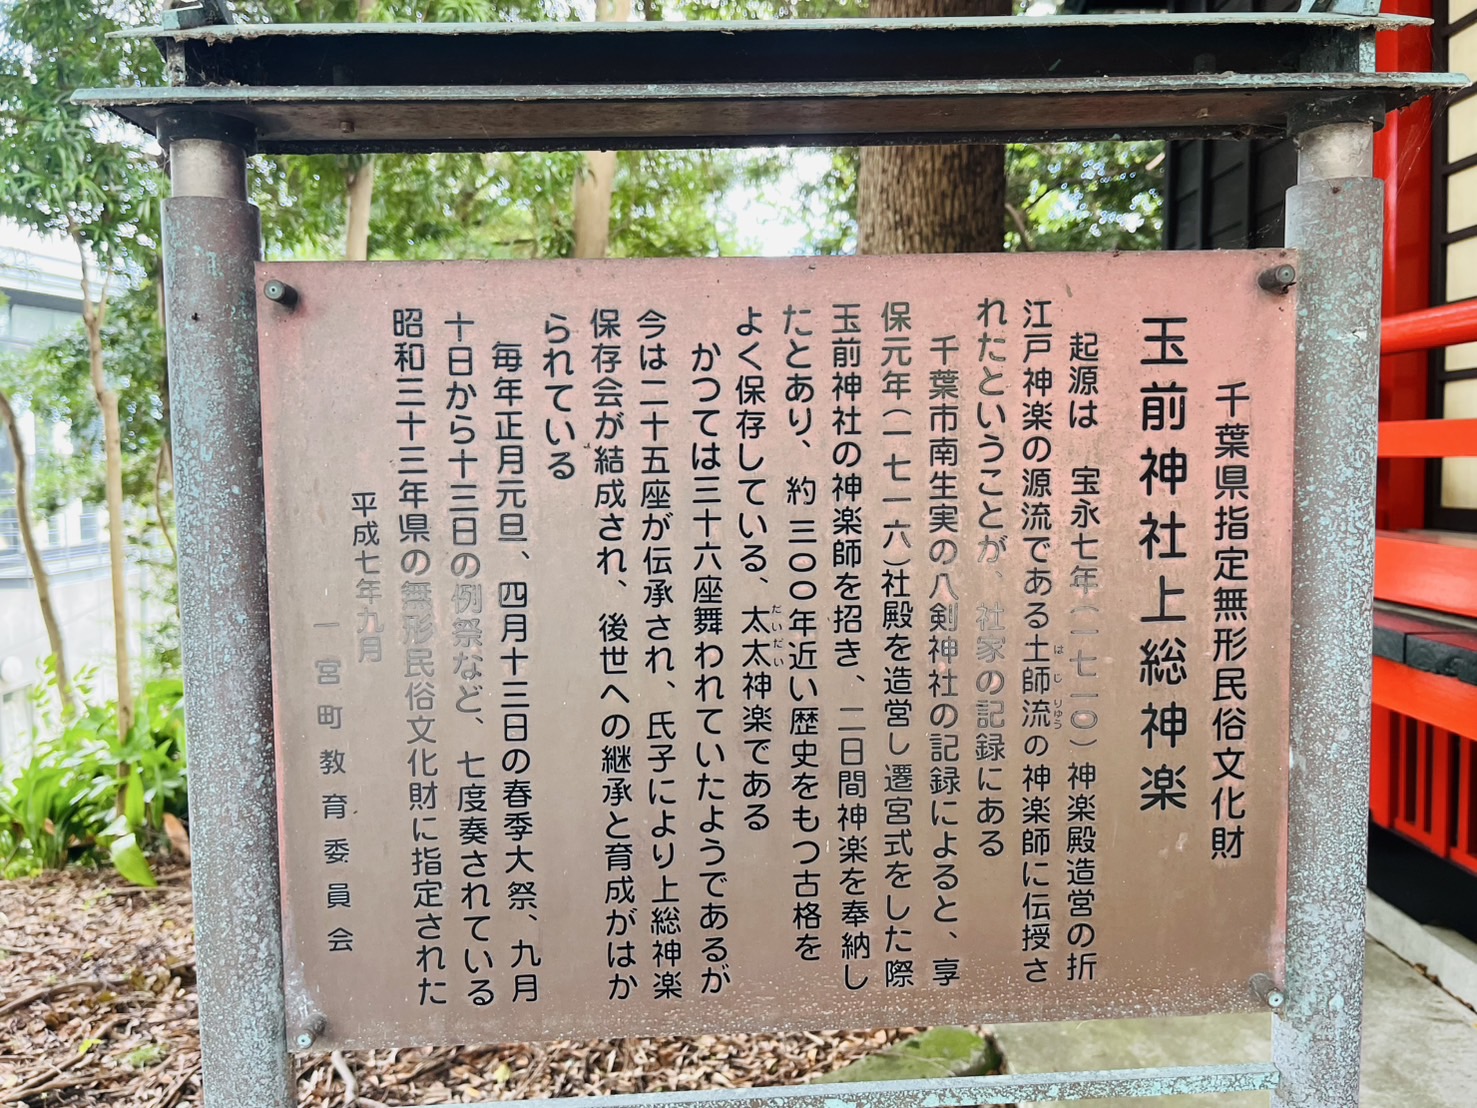 千葉県指定無形民俗文化財
玉前神社上総神楽
起源は　宝永七年(一七一〇)神楽殿造営の折
江戸神楽の源流である土師流の神楽師に伝授さ
はじりゅう
れたということが、社家の記録にある
千葉市南生実の八剣神社の記録によると、享
保元年(一七一六)社殿を造営し遷宮式をした際
玉前神社の神楽師を招き、二日間神楽を奉納し
たとあり、約三〇〇年近い歴史をもつ古格を
よく保存している、太太神楽である
だいだい
かつては三十六座舞われていたようであるが
今は二十五座が伝承され、氏子により上総神楽
保存会が結成され、後世への継承と育成がはか
られている
毎年正月元旦、四月十三日の春季大祭、九月
十日から十三日の例祭など、七度奏されている
昭和三十三年県の無形民俗文化財に指定された
平成七年九月
一宮町教育委員会